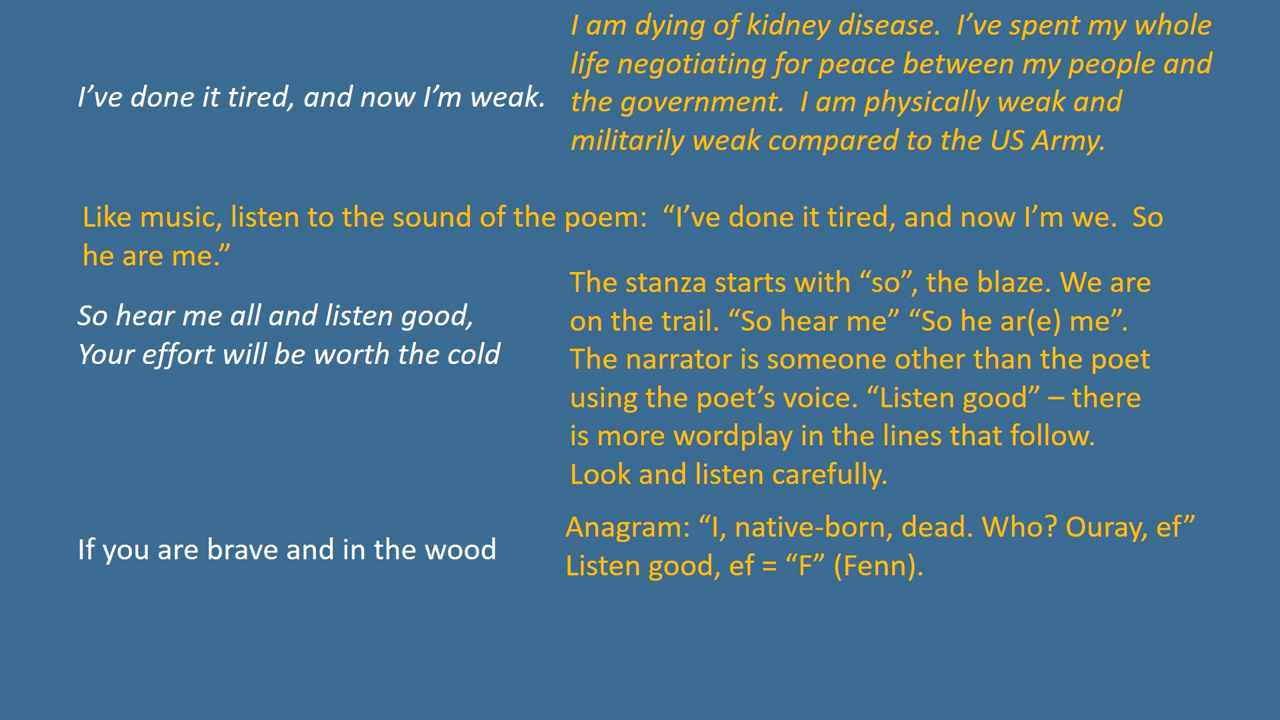 I am dying of kidney disease.  I’ve spent my whole
life negotiating for peace between my people and
I’ve done it tired, and now I’m weak.
the government.  I am physically weak and
militarily weak compared to the US Army.
Like music, listen to the sound of the poem:  “I’ve done it tired, and now I’m we.  So
he are me.”
The stanza starts with “so”, the blaze. We are
So hear me all and listen good,
on the trail. “So hear me” “So he ar(e) me”.
Your effort will be worth the cold
The narrator is someone other than the poet
using the poet’s voice. “Listen good” – there
is more wordplay in the lines that follow.
Look and listen carefully.
Anagram: “I, native-born, dead. Who? Ouray, ef”
If you are brave and in the wood
Listen good, ef = “F” (Fenn).